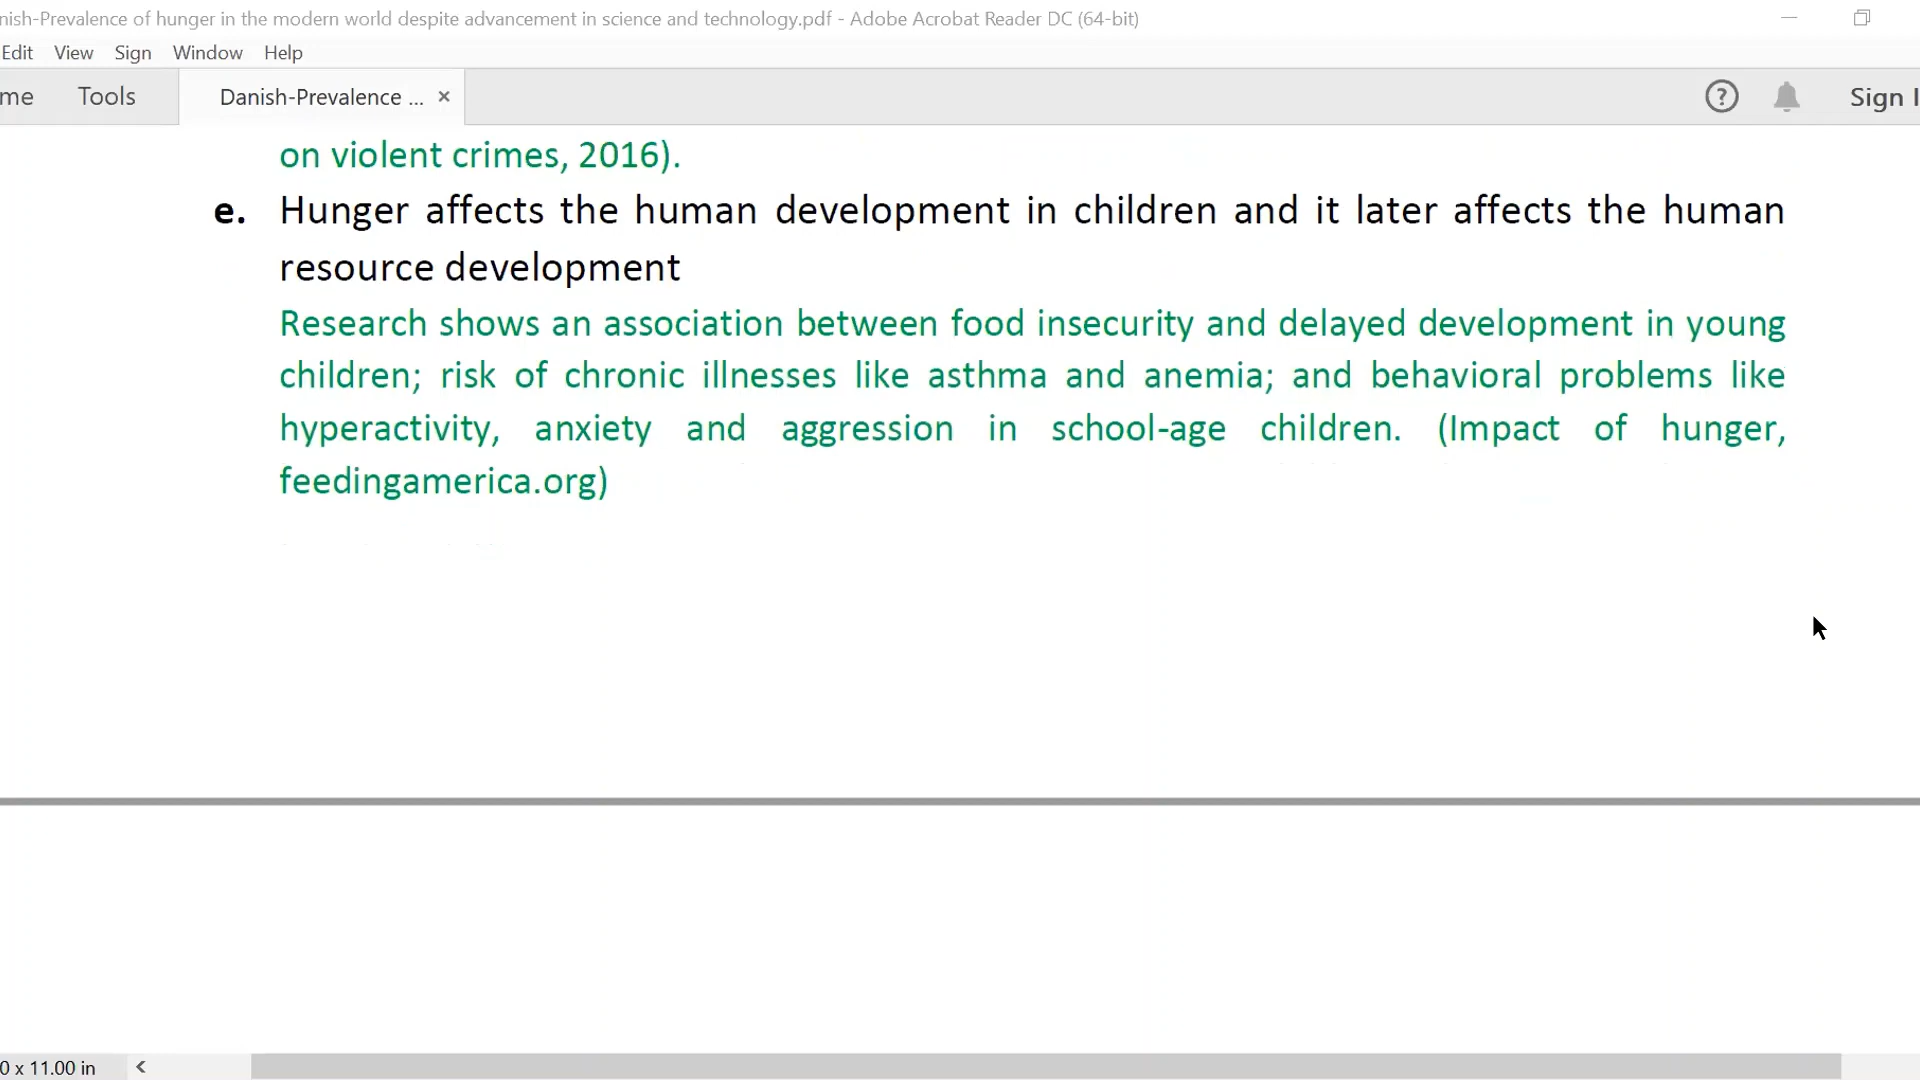 nish-Prevalence of hunger in the modern world despite advancement in science and technology.pdf - Adobe Acrobat Reader DC (64-bit)
Edit View Sign Window Help
me Tools Danish-Prevalence ... × ? Sign I
on violent crimes, 2016).
e. Hunger affects the human development in children and it later affects the human
resource development
Research shows an association between food insecurity and delayed development in young
children; risk of chronic illnesses like asthma and anemia; and behavioral problems like
hyperactivity, anxiety and aggression in school-age children. (Impact of hunger,
feedingamerica.org)
0 x 11.00 in <